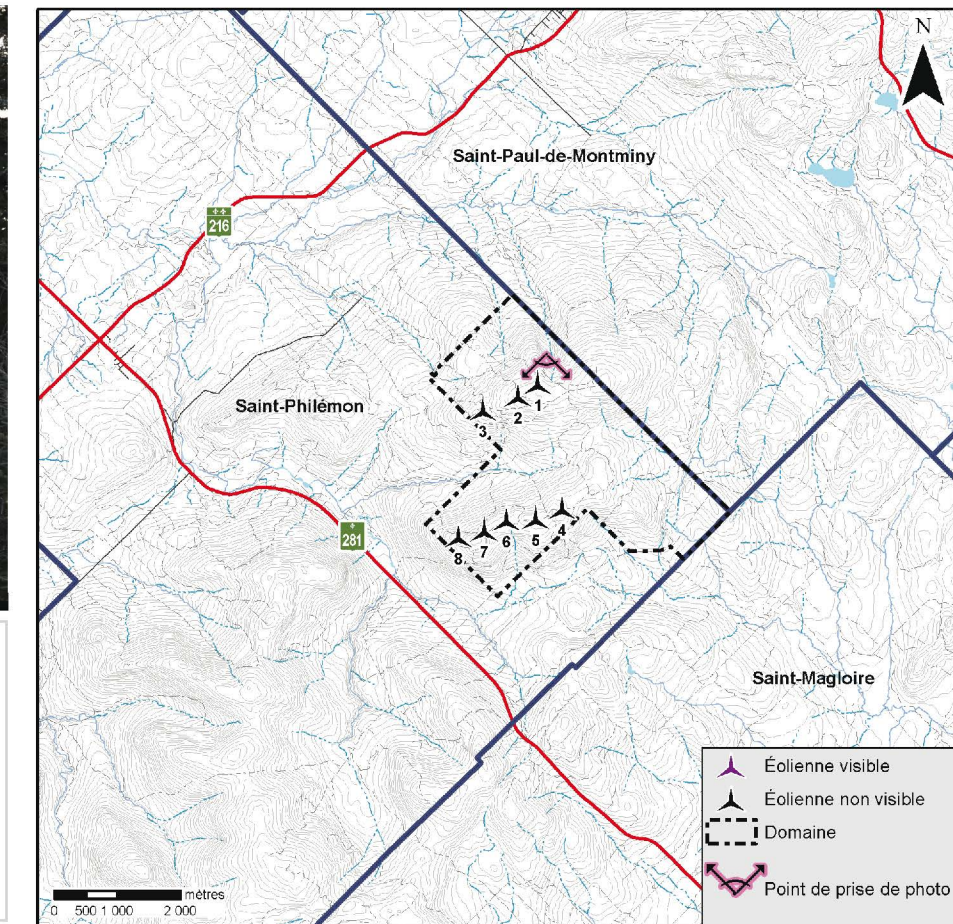 N
Saint-Paul-de-Montminy
216
Saint-Philémon
1
2
3
4
5
6
7
8
281
Saint-Magloire
Éolienne visible
Éolienne non visible
Domaine
Point de prise de photo
mètres
0 500 1 000 2 000